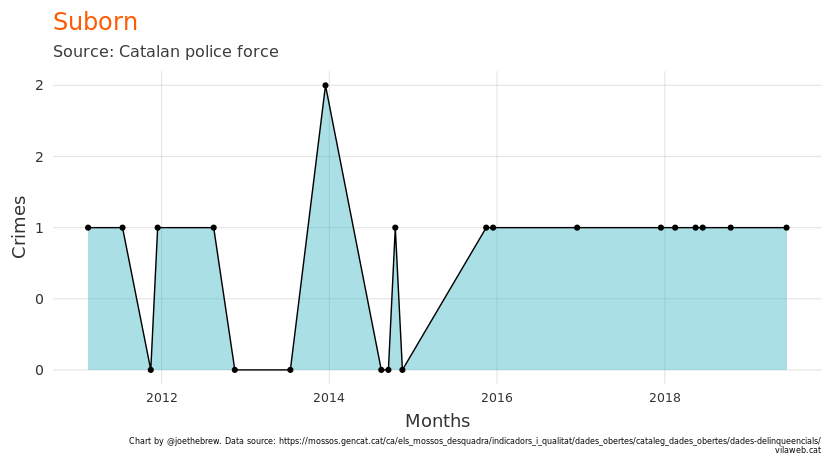 Suborn
Source: Catalan police force
2
2
1
0
0
Crimes
2012
2014
2016
2018
Months
Chart by @joethebrew. Data source: https://mossos.gencat.cat/ca/els_mossos_desquadra/indicadors_i_qualitat/dades_obertes/cataleg_dades_obertes/dades-delinqueencials/
vilaweb.cat